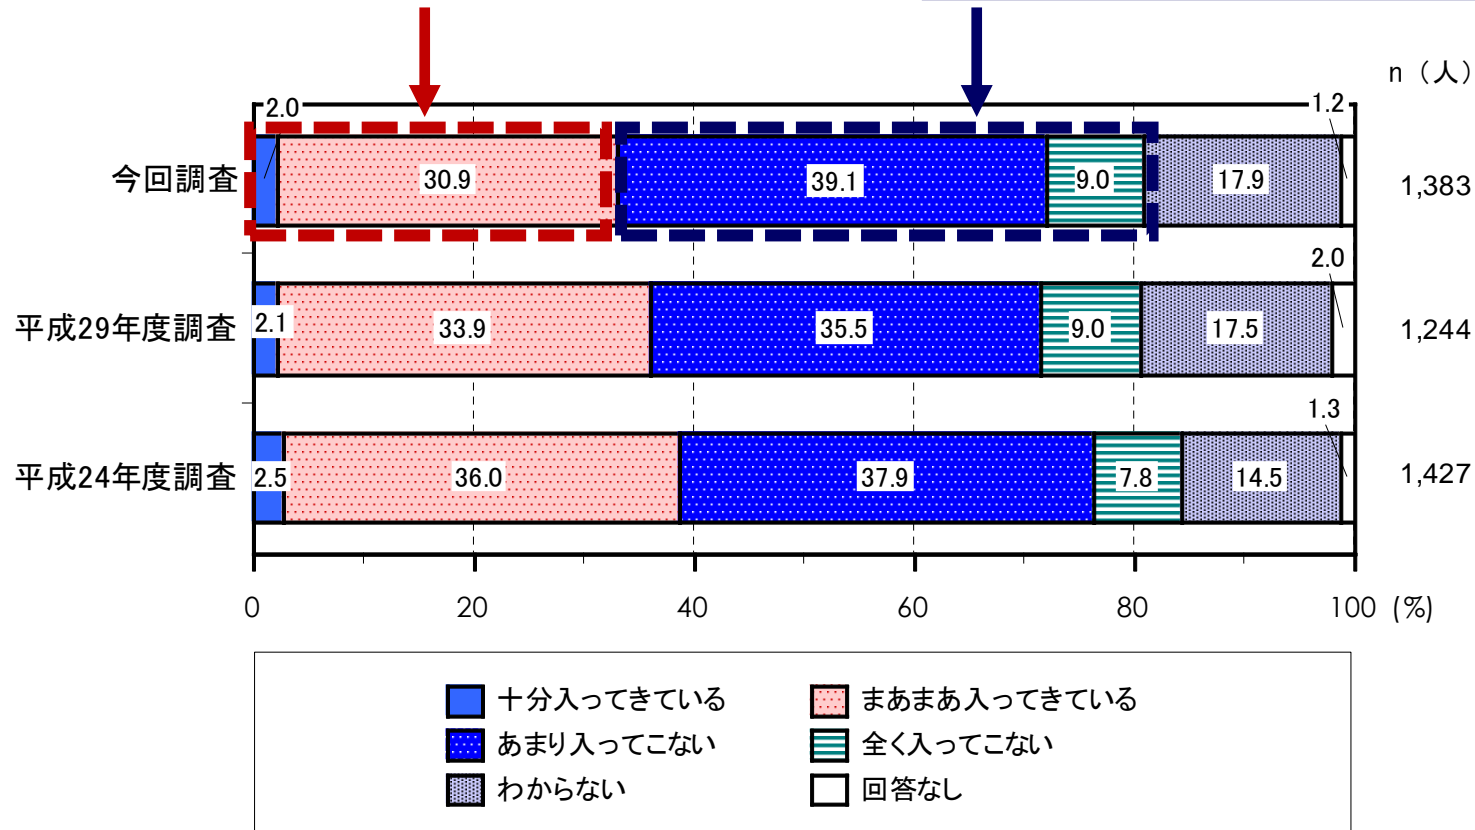 n（人）
2.0
1.2
今回調査
30.9
39.1
9.0
17.9
1,383
2.0
平成29年度調査
2.1
33.9
35.5
9.0
17.5
1,244
1.3
平成24年度調査
2.5
36.0
37.9
7.8
14.5
1,427
0 20 40 60 80 100 (%)
十分入ってきている まあまあ入ってきている
あまり入ってこない 全く入ってこない
わからない 回答なし